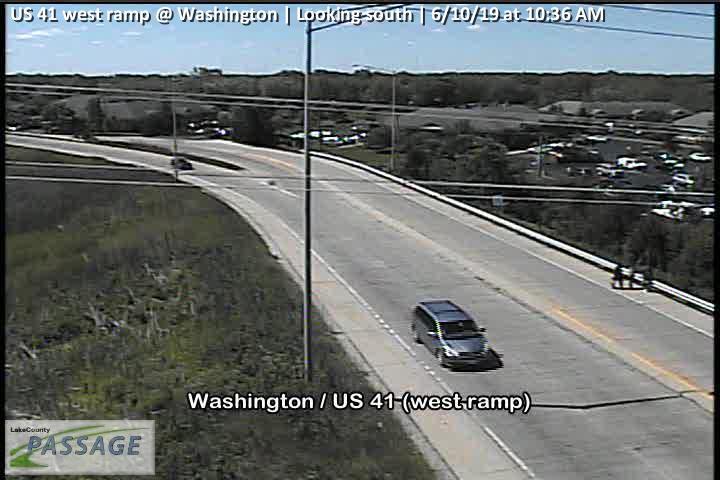 US 41 west ramp @ Washington | Looking south | 6/10/19 at 10:36 AM
Washington / US 41 (west ramp)
LakeCounty
PASSAGE